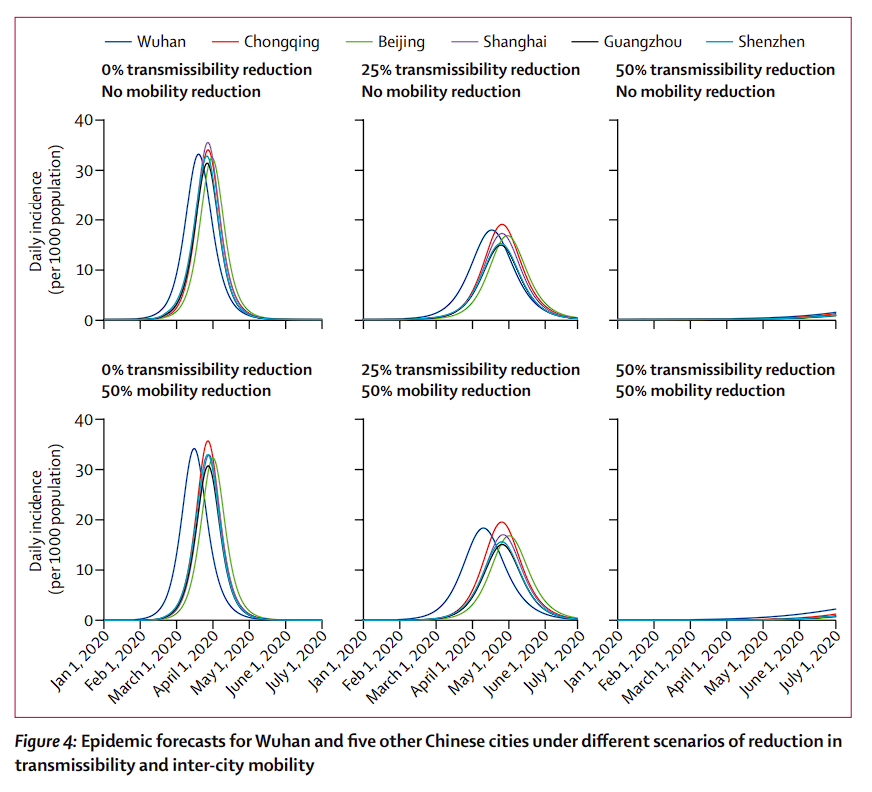 Wuhan Chongqing Beijing Shanghai Guangzhou Shenzhen
0% transmissibility reduction
No mobility reduction
25% transmissibility reduction
No mobility reduction
50% transmissibility reduction
No mobility reduction
Daily incidence
(per 1000 population)
40
30
20
10
0
0% transmissibility reduction
50% mobility reduction
25% transmissibility reduction
50% mobility reduction
50% transmissibility reduction
50% mobility reduction
Daily incidence
(per 1000 population)
40
30
20
10
0
Jan 1, 2020
Feb 1, 2020
March 1, 2020
April 1, 2020
May 1, 2020
June 1, 2020
July 1, 2020
Jan 1, 2020
Feb 1, 2020
March 1, 2020
April 1, 2020
May 1, 2020
June 1, 2020
July 1, 2020
Jan 1, 2020
Feb 1, 2020
March 1, 2020
April 1, 2020
May 1, 2020
June 1, 2020
July 1, 2020
Figure 4: Epidemic forecasts for Wuhan and five other Chinese cities under different scenarios of reduction in
transmissibility and inter-city mobility